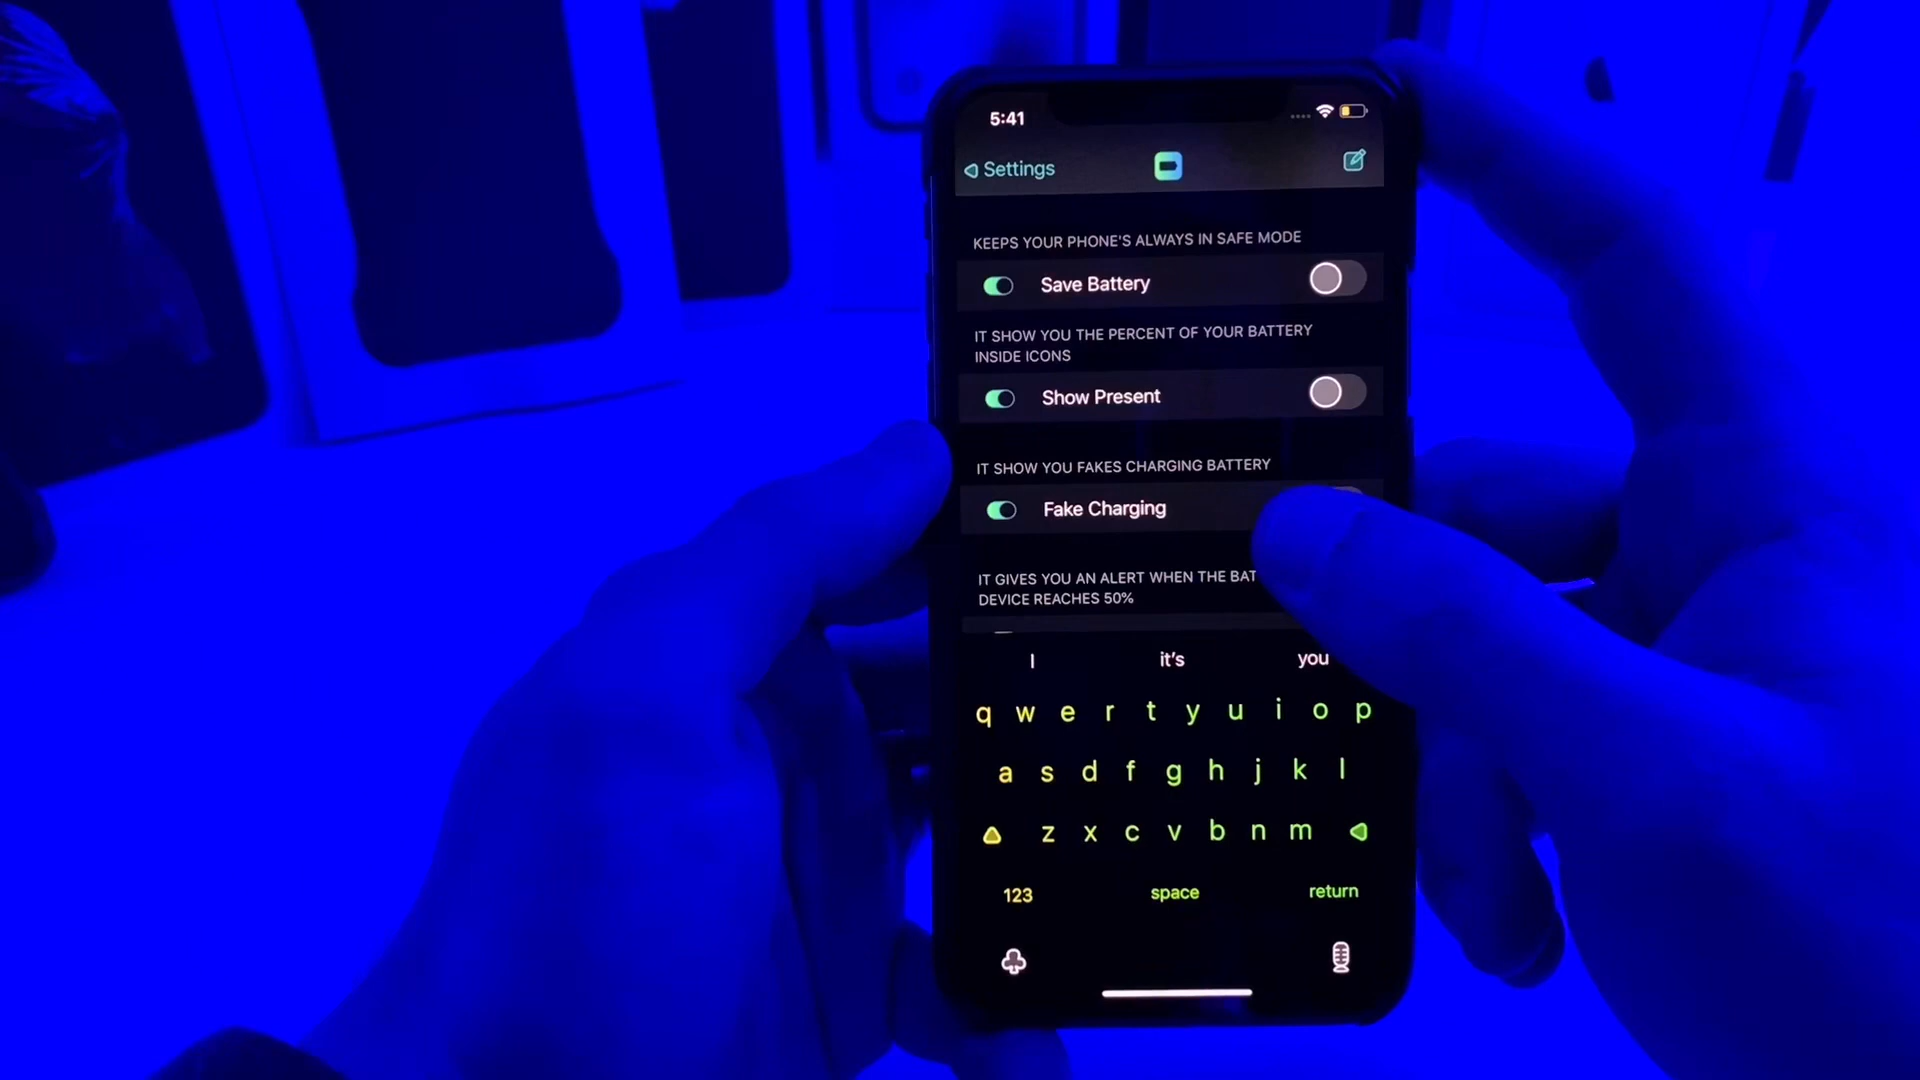 5:41
Settings
KEEPS YOUR PHONE'S ALWAYS IN SAFE MODE
Save Battery
IT SHOW YOU THE PERCENT OF YOUR BATTERY
INSIDE ICONS
Show Present
IT SHOW YOU FAKES CHARGING BATTERY
Fake Charging
IT GIVES YOU AN ALERT WHEN THE
DEVICE REACHES 50%
I it's you
q w e r t y u i o p
a s d f g h j k l
z x c v b n m
123 space return